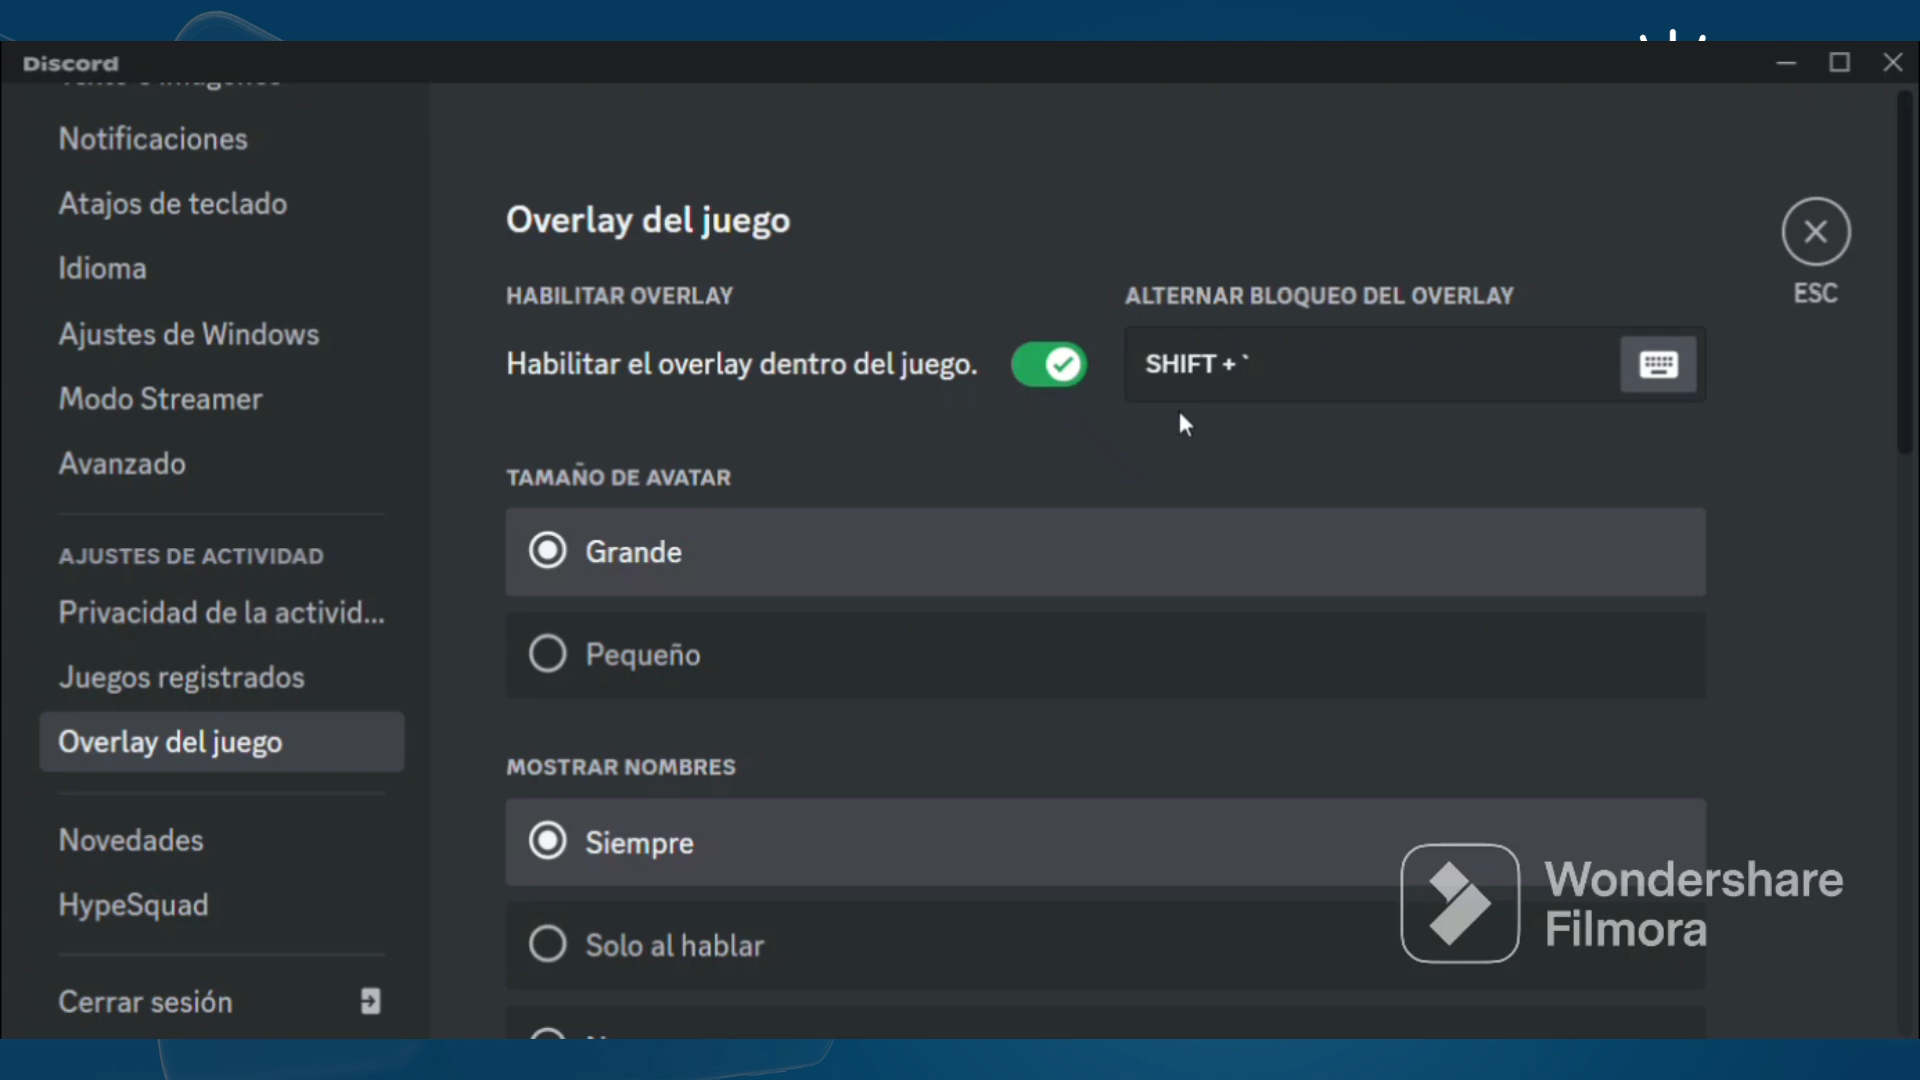 Discord
Notificaciones
Atajos de teclado
Idioma
Ajustes de Windows
Modo Streamer
Avanzado
AJUSTES DE ACTIVIDAD
Privacidad de la activid...
Juegos registrados
Overlay del juego
Novedades
HypeSquad
Cerrar sesión
Overlay del juego
HABILITAR OVERLAY
Habilitar el overlay dentro del juego.
ALTERNAR BLOQUEO DEL OVERLAY
SHIFT + `
ESC
TAMAÑO DE AVATAR
Grande
Pequeño
MOSTRAR NOMBRES
Siempre
Solo al hablar
Wondershare
Filmora